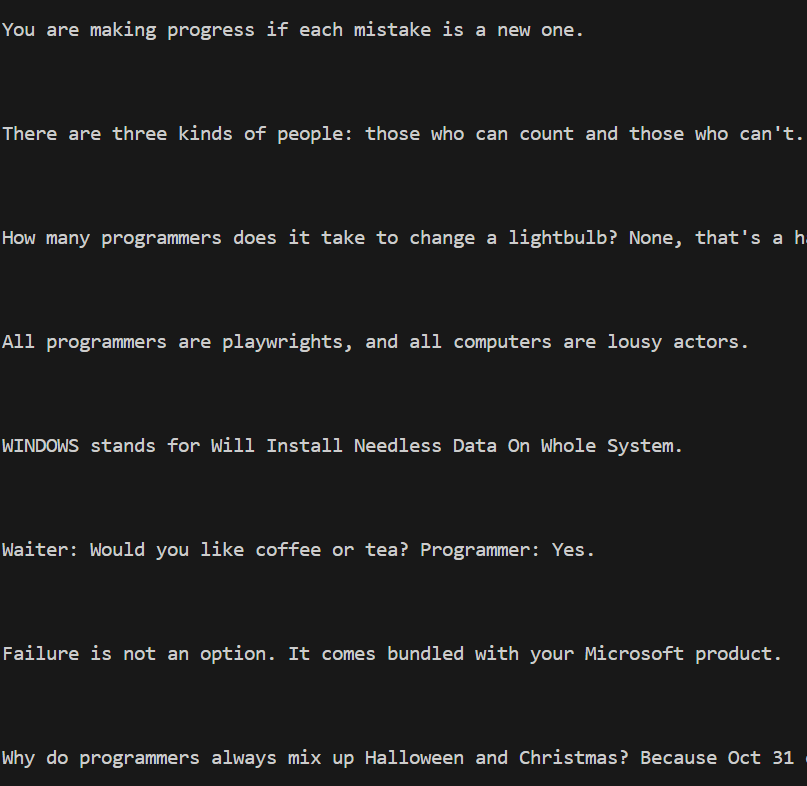 You are making progress if each mistake is a new one.
There are three kinds of people: those who can count and those who can't.
How many programmers does it take to change a lightbulb? None, that's a
All programmers are playwrights, and all computers are lousy actors.
WINDOWS stands for Will Install Needless Data On Whole System.
Waiter: Would you like coffee or tea? Programmer: Yes.
Failure is not an option. It comes bundled with your Microsoft product.
Why do programmers always mix up Halloween and Christmas? Because Oct 31